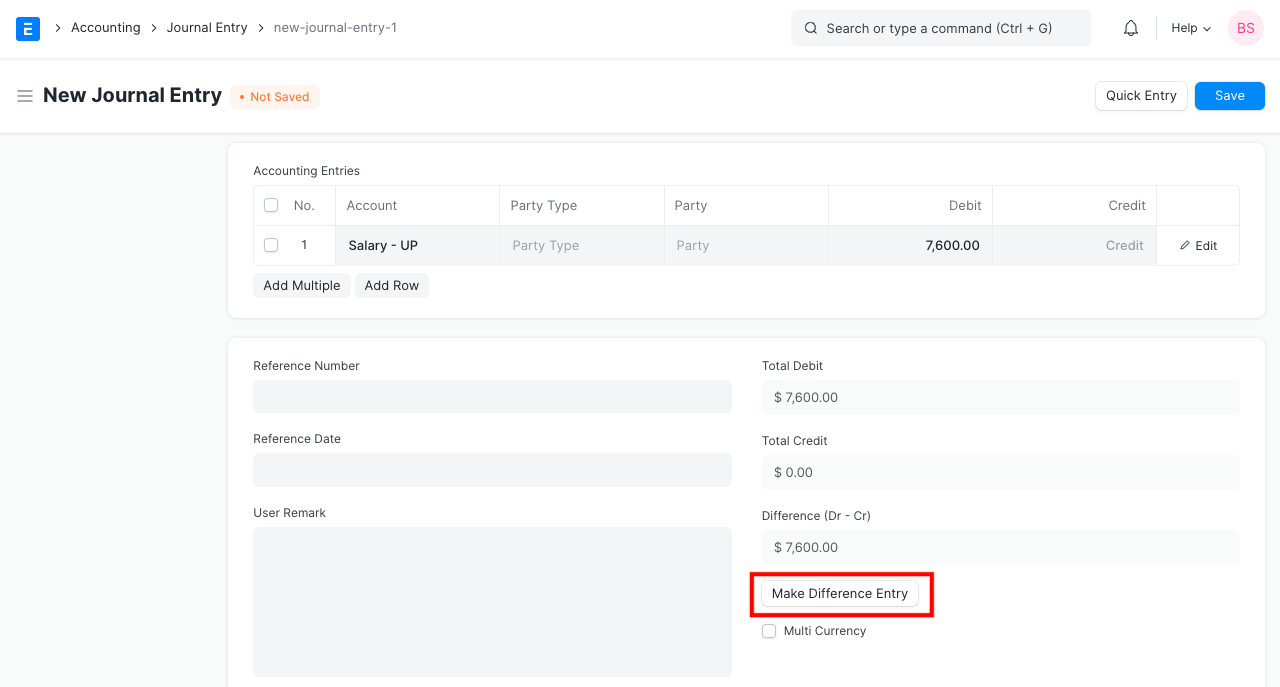 E Accounting Journal Entry new-journal-entry-1 Search or type a command (Ctrl + G) Help BS
New Journal Entry • Not Saved Quick Entry Save
Accounting Entries
No. Account Party Type Party Debit Credit
1 Salary - UP Party Type Party 7,600.00 Credit Edit
Add Multiple Add Row
Reference Number
Reference Date
User Remark
Total Debit
$ 7,600.00
Total Credit
$ 0.00
Difference (Dr - Cr)
$ 7,600.00
Make Difference Entry
Multi Currency